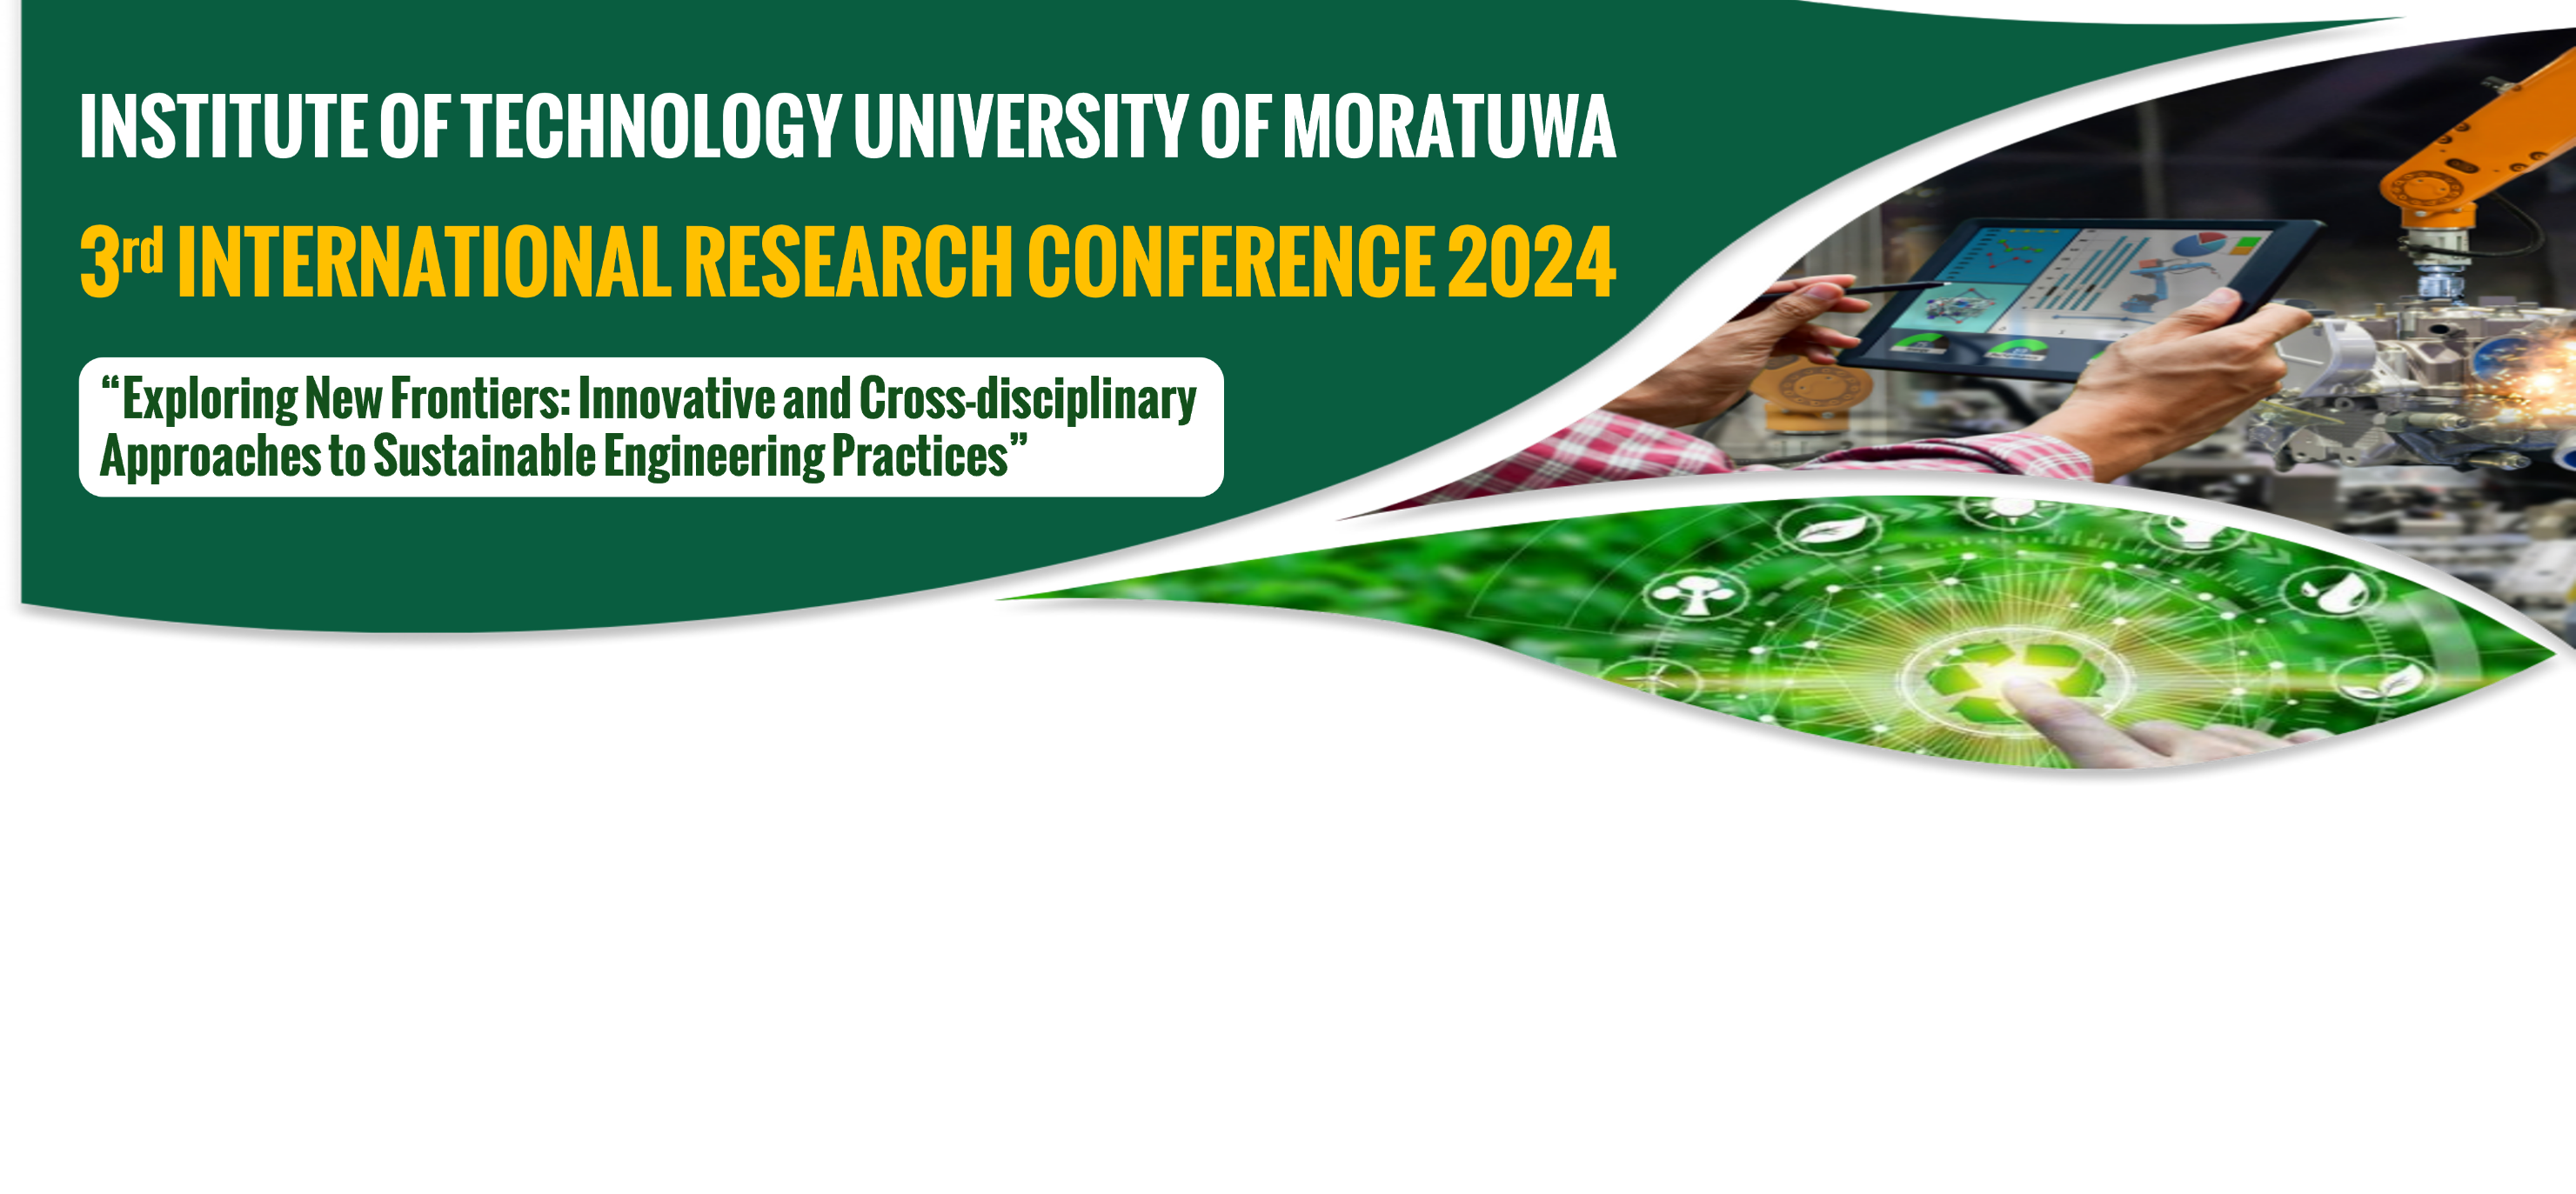 INSTITUTE OF TECHNOLOGY UNIVERSITY OF MORATUWA
3rd INTERNATIONAL RESEARCH CONFERENCE 2024
“Exploring New Frontiers: Innovative and Cross-disciplinary
Approaches to Sustainable Engineering Practices”